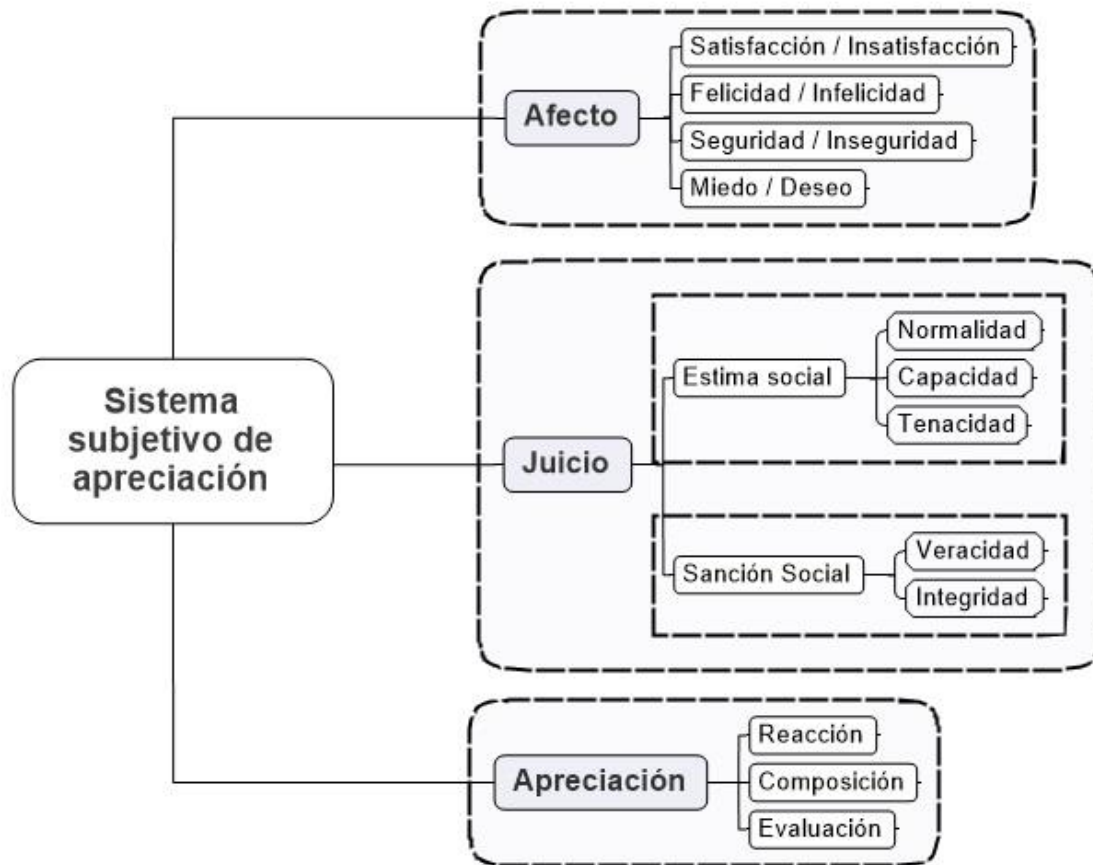 Sistema
subjetivo de
apreciación
Afecto
Satisfacción / Insatisfacción
Felicidad / Infelicidad
Seguridad / Inseguridad
Miedo / Deseo
Juicio
Estima social
Normalidad
Capacidad
Tenacidad
Sanción Social
Veracidad
Integridad
Apreciación
Reacción
Composición
Evaluación